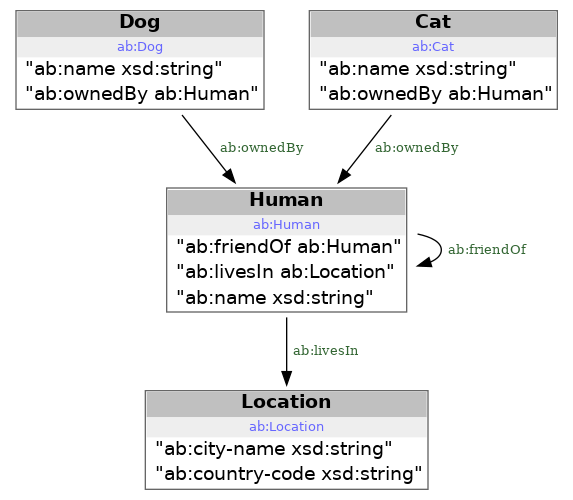 Dog
ab:Dog
"ab:name xsd:string"
"ab:ownedBy ab:Human"
Cat
ab:Cat
"ab:name xsd:string"
"ab:ownedBy ab:Human"
ab:ownedBy
ab:ownedBy
Human
ab:Human
"ab:friendOf ab:Human"
"ab:livesIn ab:Location"
"ab:name xsd:string"
ab:friendOf
ab:livesIn
Location
ab:Location
"ab:city-name xsd:string"
"ab:country-code xsd:string"